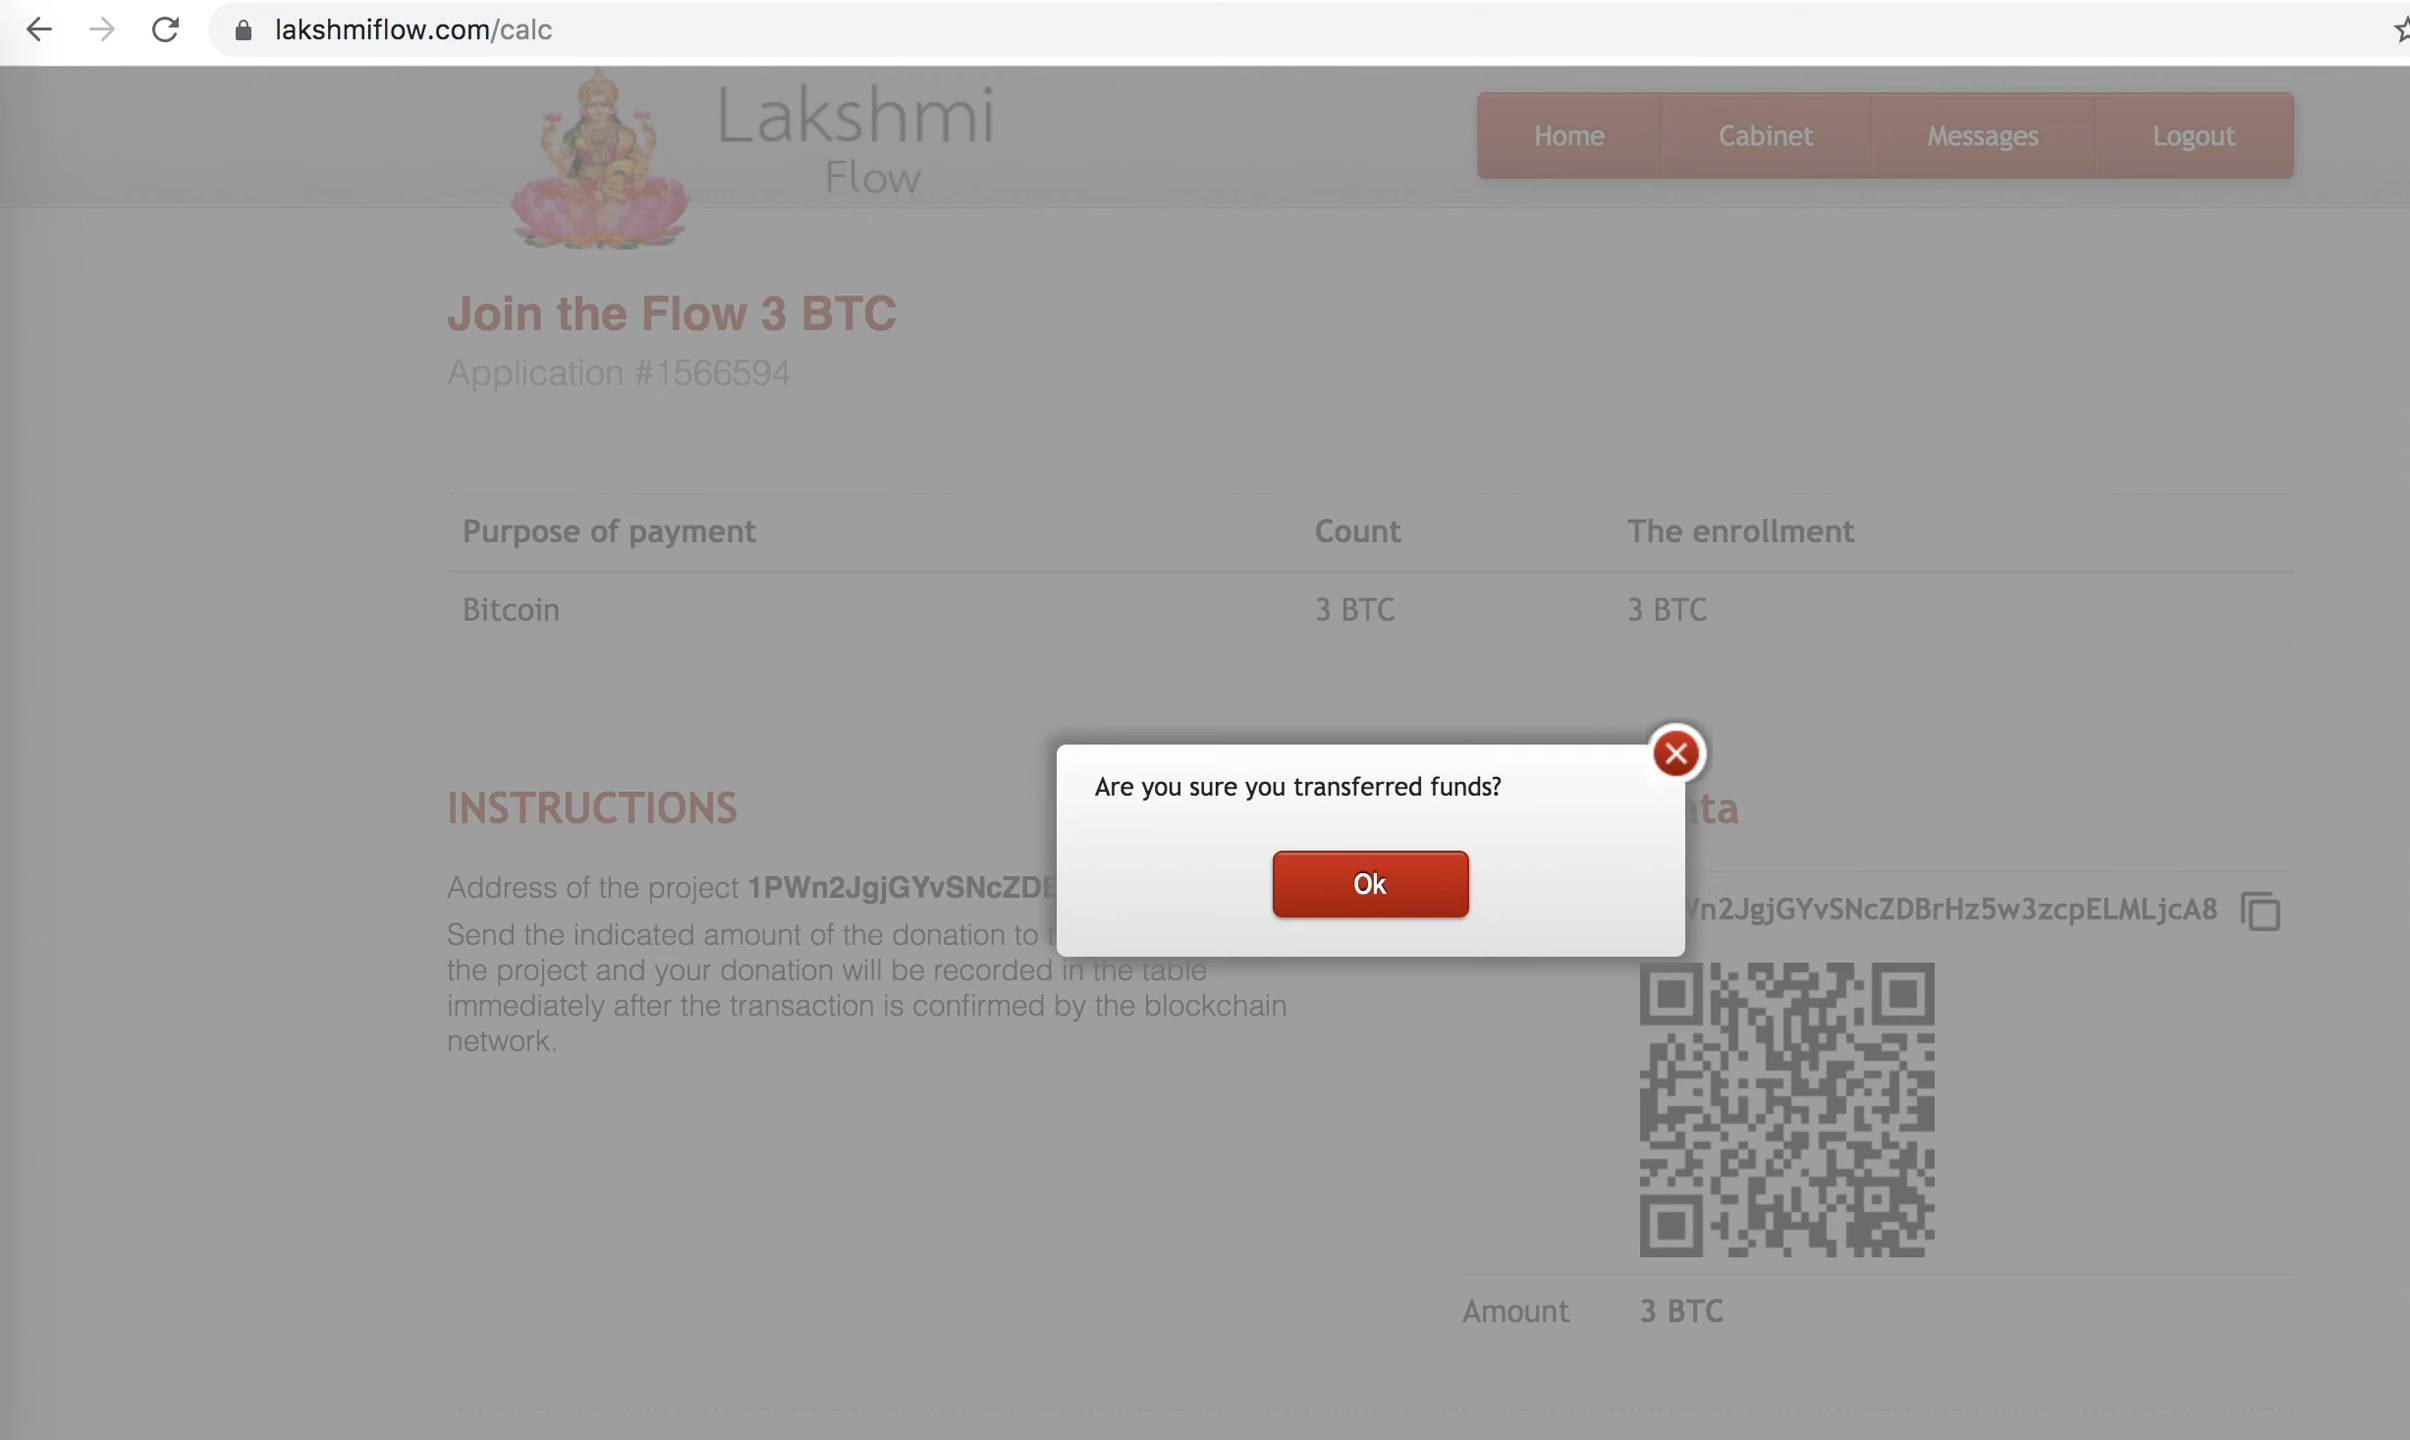 lakshmiflow.com/calc
Lakshmi
Flow
Home Cabinet Messages Logout
Join the Flow 3 BTC
Application #1566594
Purpose of payment Count The enrollment
Bitcoin 3 BTC 3 BTC
Are you sure you transferred funds?
Ok
INSTRUCTIONS
Address of the project 1PWn2JgjGYvSNcZD
Send the indicated amount of the donation to
the project and your donation will be recorded in the table
immediately after the transaction is confirmed by the blockchain
network.
n2JgjGYvSNcZDBrHz5w3zcpELMLjcA8
Amount 3 BTC